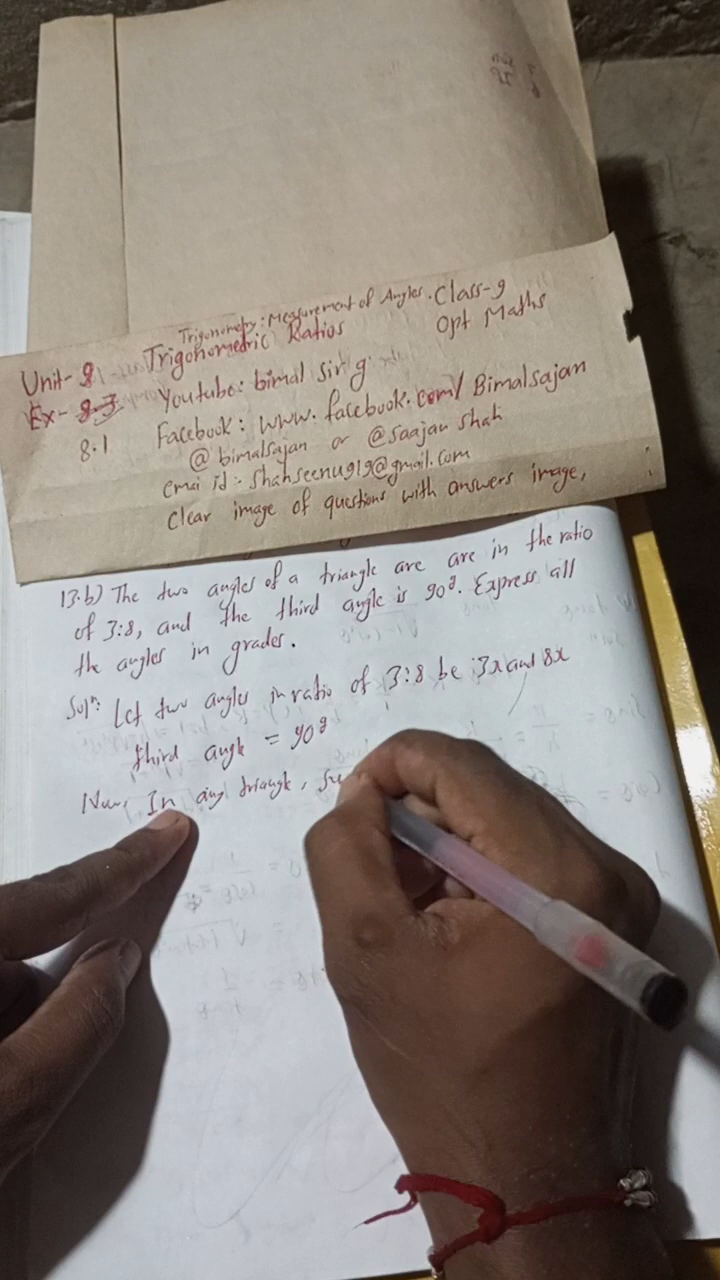 Trigonometry: Measurement of Angles. Class-9
Unit-8 Trigonometric Ratios Opt Maths
Ex- 8.3 Youtube: bimal sir g
8.1 Facebook: www.facebook.com/Bimalsajan
@bimalsajan or @saajan shah
emai id:- shahseenu919@gmail.com
clear image of questions with answers image,
13.b) The two angles of a triangle are are in the ratio
of 3:8, and the third angle is 90g. Express all
the angles in grades.
Solⁿ: Let two angles in ratio of 3:8 be 3x and 8x
third angle = 90g
Now, In any triangle, su